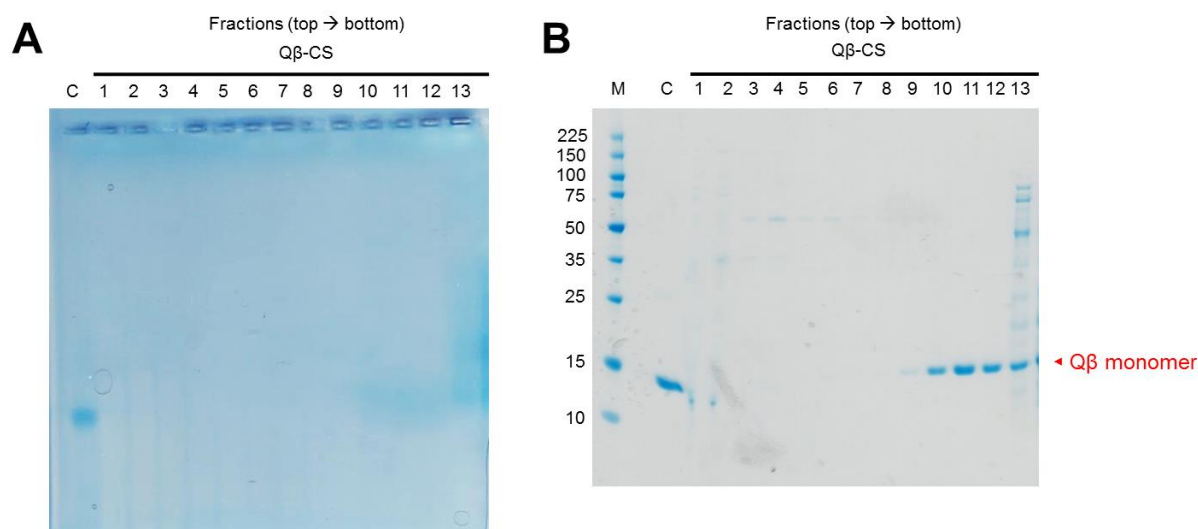 A
Fractions (top → bottom)
Qβ-CS
C 1 2 3 4 5 6 7 8 9 10 11 12 13
B
Fractions (top → bottom)
Qβ-CS
M C 1 2 3 4 5 6 7 8 9 10 11 12 13
225
150
100
75
50
35
25
15
10
Qβ monomer